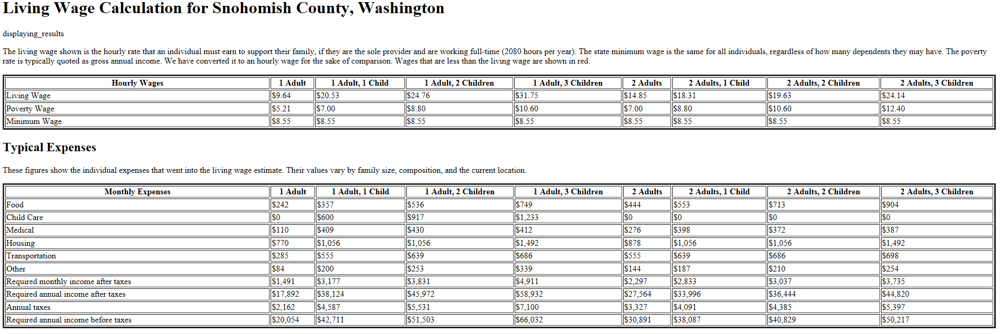 Living Wage Calculation for Snohomish County, Washington
displaying_results
The living wage shown is the hourly rate that an individual must earn to support their family, if they are the sole provider and are working full-time (2080 hours per year). The state minimum wage is the same for all individuals, regardless of how many dependents they may have. The poverty
rate is typically quoted as gross annual income. We have converted it to an hourly wage for the sake of comparison. Wages that are less than the living wage are shown in red.
Hourly Wages 1 Adult 1 Adult, 1 Child 1 Adult, 2 Children 1 Adult, 3 Children 2 Adults 2 Adults, 1 Child 2 Adults, 2 Children 2 Adults, 3 Children
Living Wage $9.64 $20.53 $24.76 $31.75 $14.85 $18.31 $19.63 $24.14
Poverty Wage $5.21 $7.00 $8.80 $10.60 $7.00 $8.80 $10.60 $12.40
Minimum Wage $8.55 $8.55 $8.55 $8.55 $8.55 $8.55 $8.55 $8.55
Typical Expenses
These figures show the individual expenses that went into the living wage estimate. Their values vary by family size, composition, and the current location.
Monthly Expenses 1 Adult 1 Adult, 1 Child 1 Adult, 2 Children 1 Adult, 3 Children 2 Adults 2 Adults, 1 Child 2 Adults, 2 Children 2 Adults, 3 Children
Food $242 $357 $536 $749 $444 $553 $713 $904
Child Care $0 $600 $917 $1,233 $0 $0 $0 $0
Medical $110 $409 $430 $412 $276 $398 $372 $387
Housing $770 $1,056 $1,056 $1,492 $878 $1,056 $1,056 $1,492
Transportation $285 $555 $639 $686 $555 $639 $686 $698
Other $84 $200 $253 $339 $144 $187 $210 $254
Required monthly income after taxes $1,491 $3,177 $3,831 $4,911 $2,297 $2,833 $3,037 $3,735
Required annual income after taxes $17,892 $38,124 $45,972 $58,932 $27,564 $33,996 $36,444 $44,820
Annual taxes $2,162 $4,587 $5,531 $7,100 $3,327 $4,091 $4,385 $5,397
Required annual income before taxes $20,054 $42,711 $51,503 $66,032 $30,891 $38,087 $40,829 $50,217